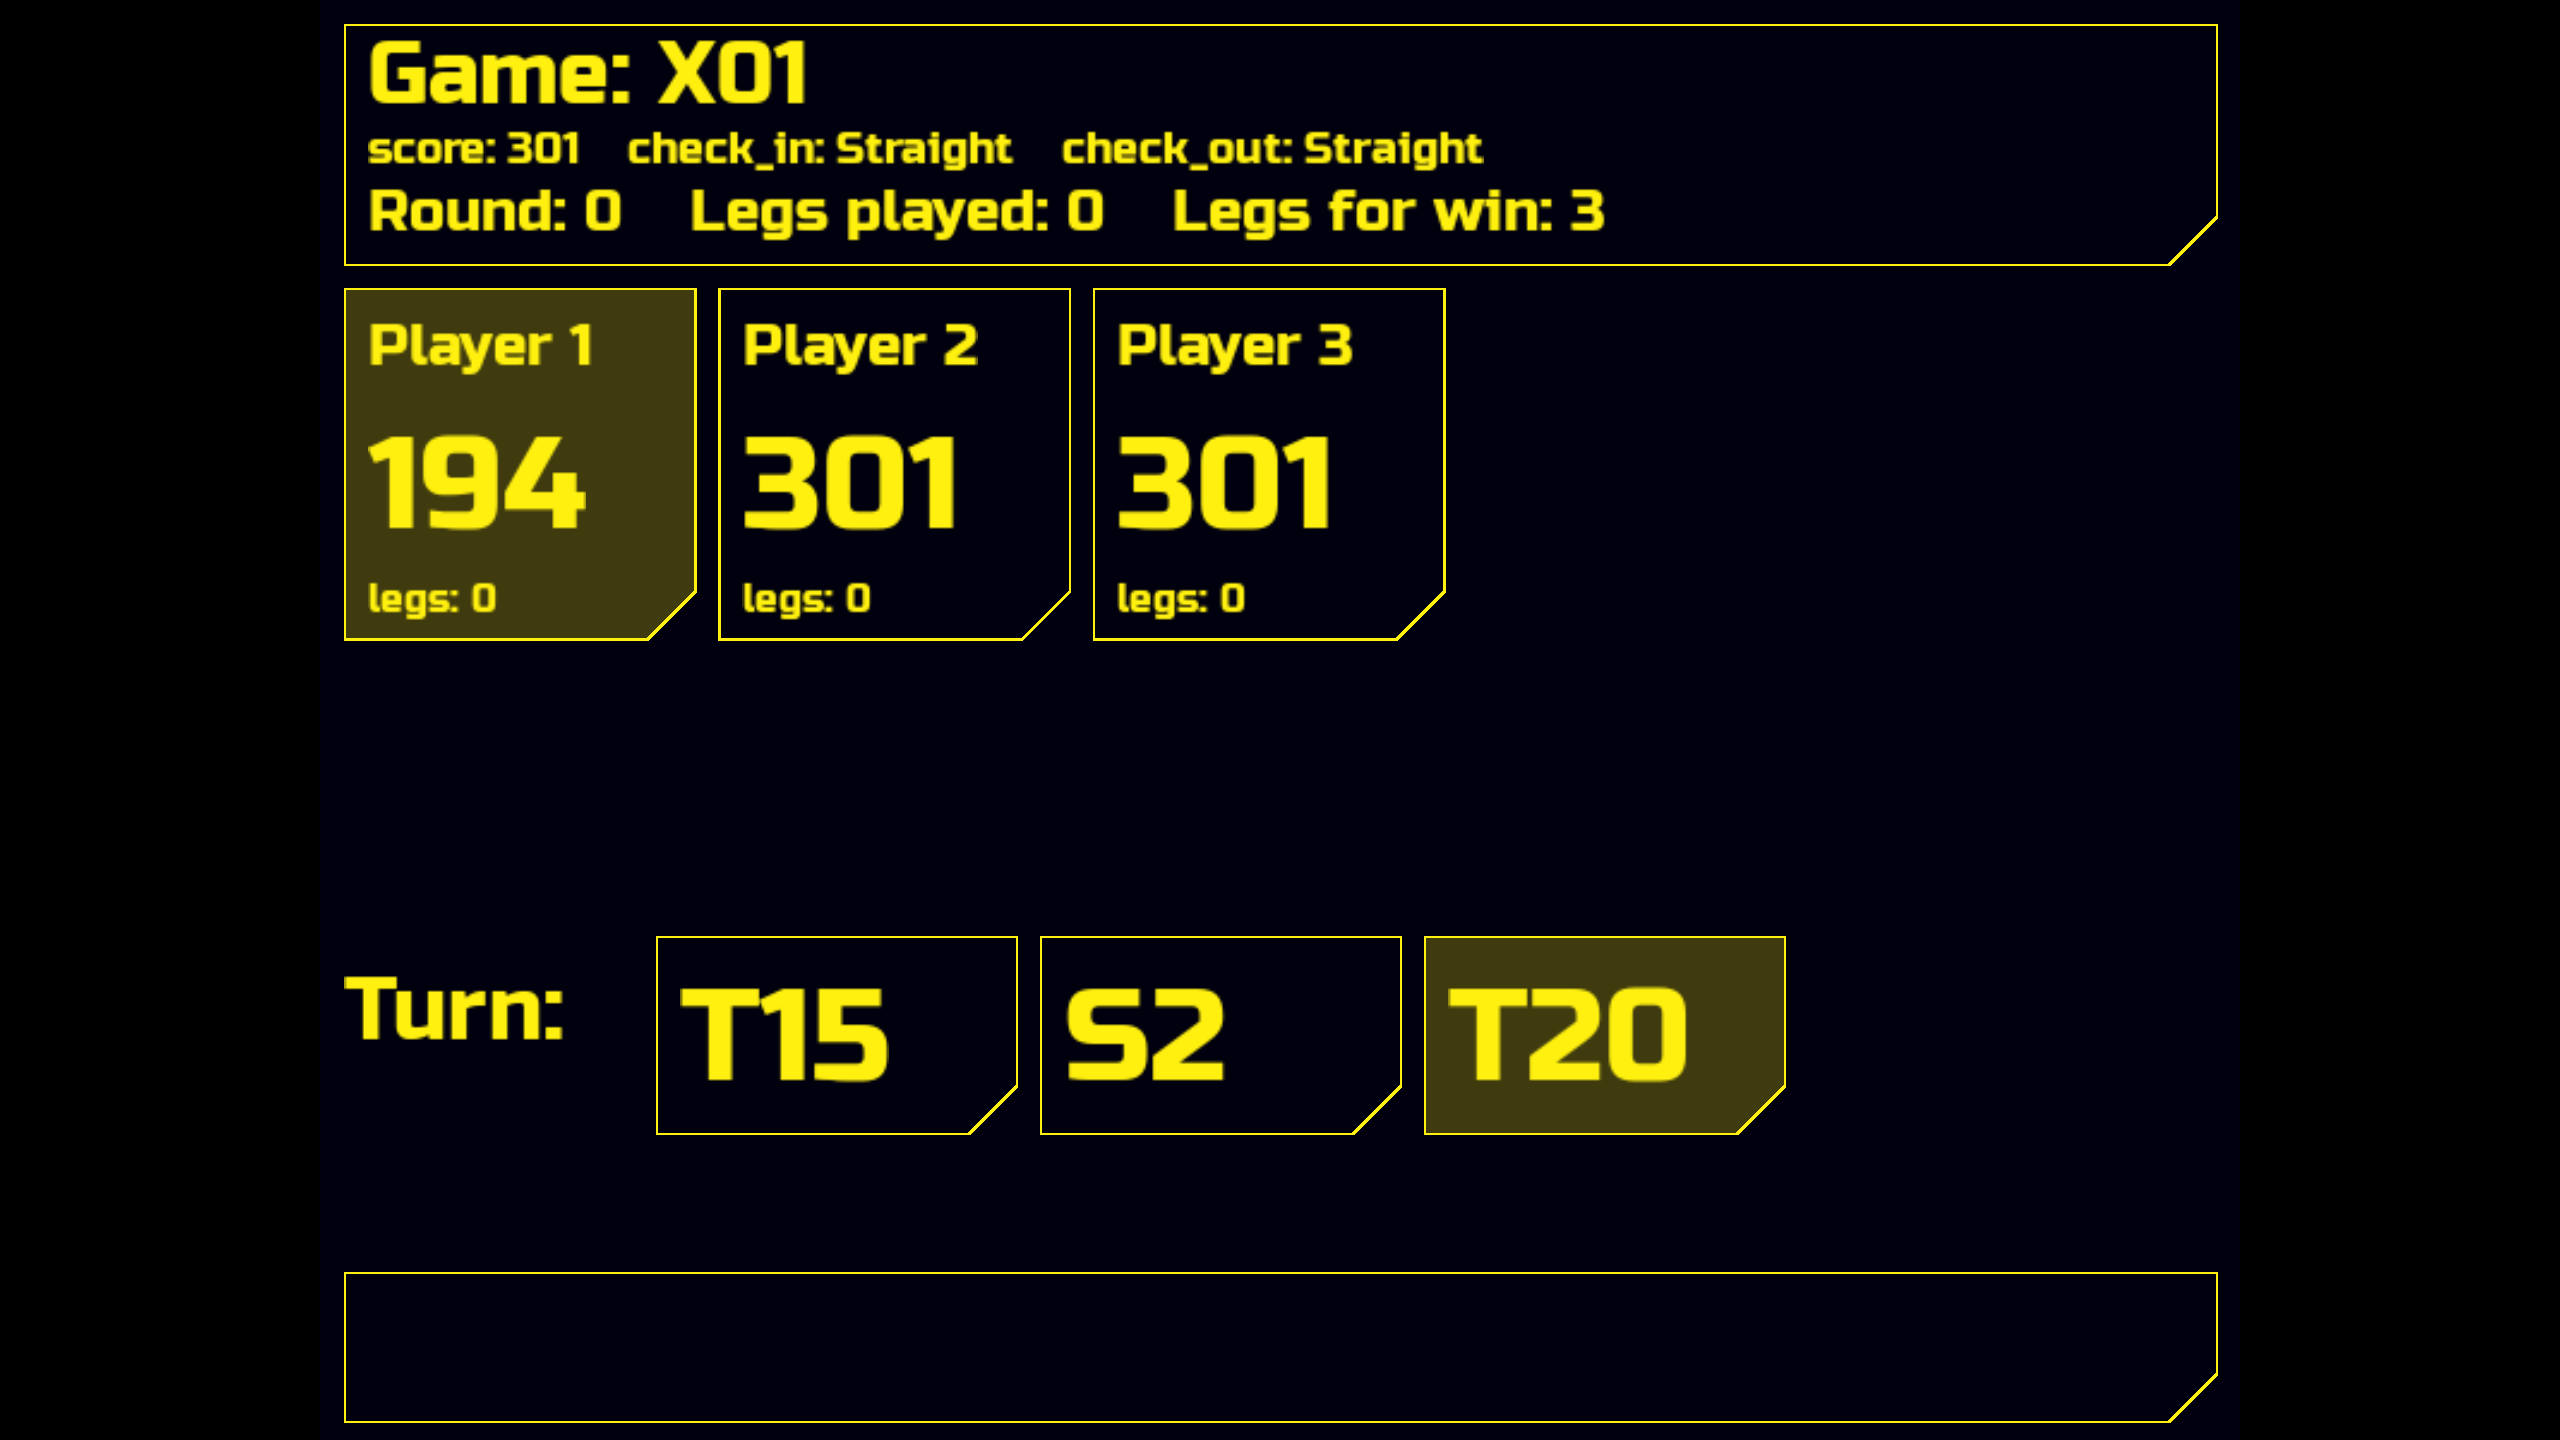 Game: X01
score: 301 check_in: Straight check_out: Straight
Round: 0 Legs played: 0 Legs for win: 3
Player 1
194
legs: 0
Player 2
301
legs: 0
Player 3
301
legs: 0
Turn: T15 S2 T20